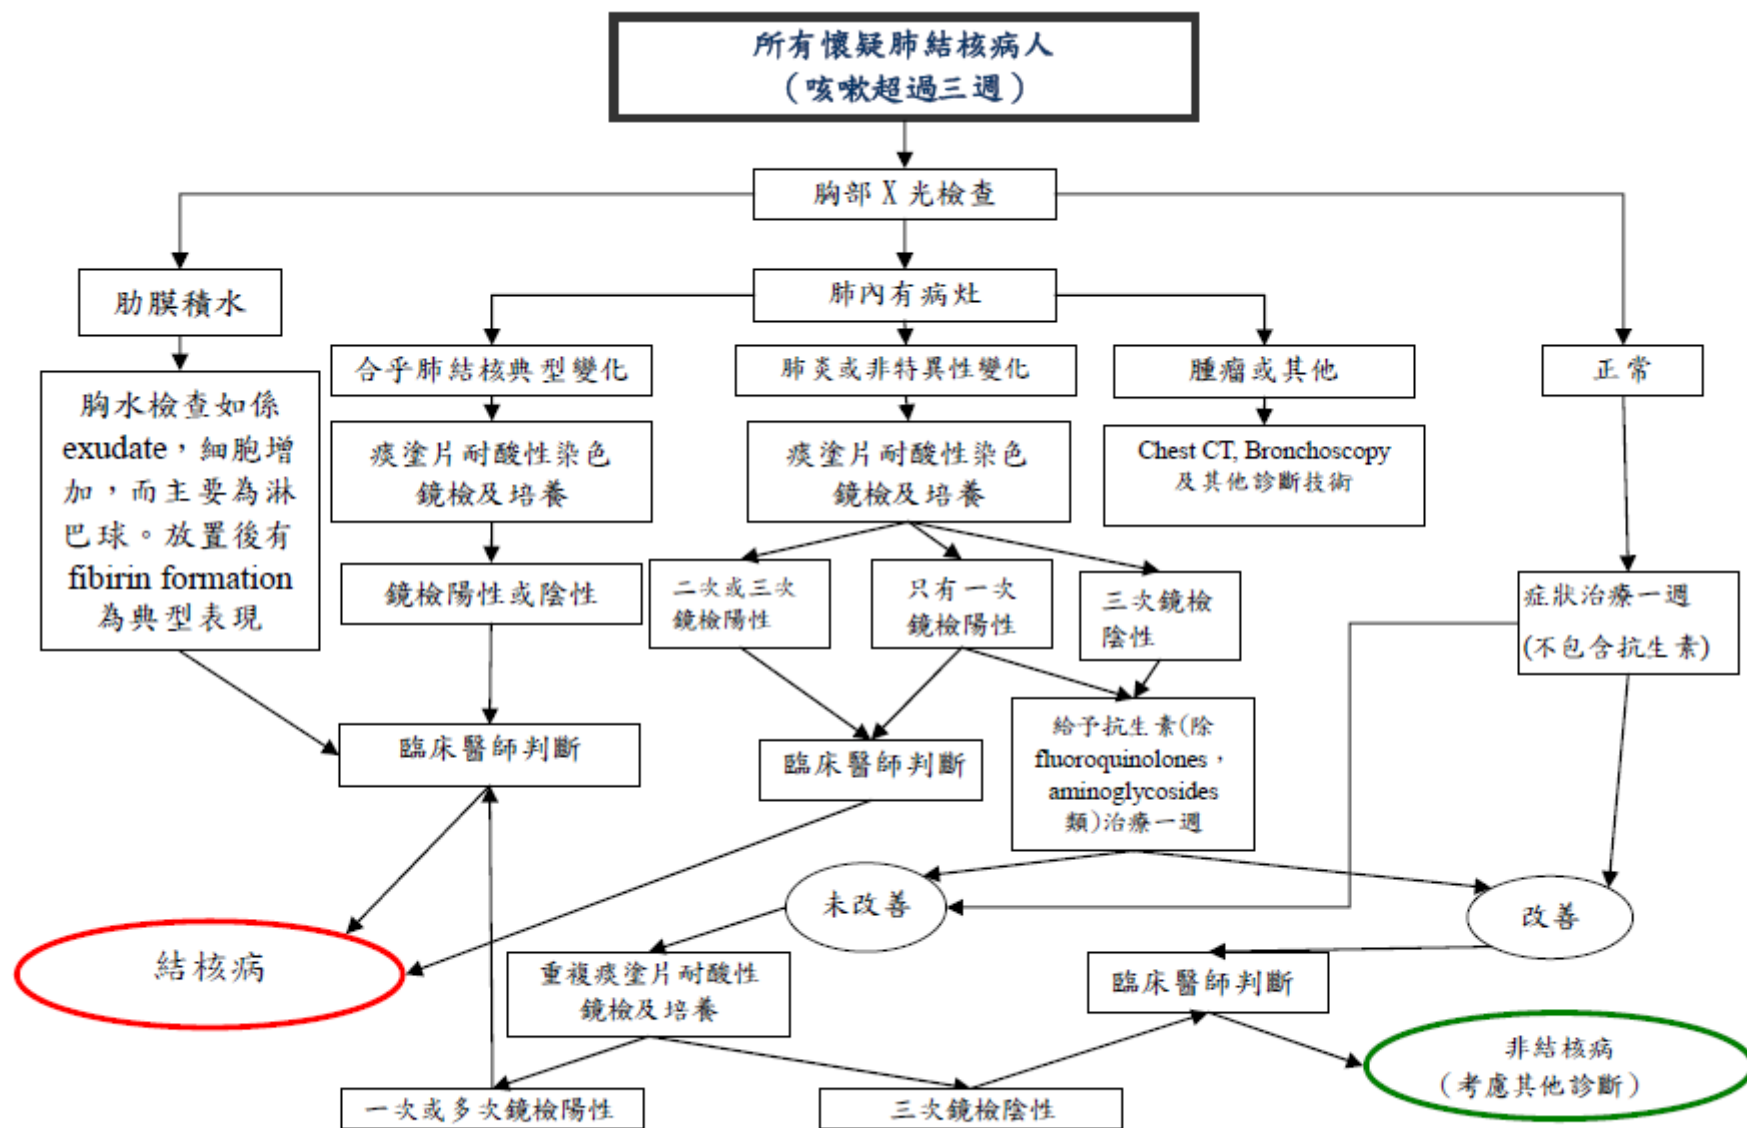 所有懷疑肺結核病人
（咳嗽超過三週）
胸部 X 光檢查
肋膜積水
肺內有病灶
合乎肺結核典型變化
肺炎或非特異性變化
腫瘤或其他
正常
胸水檢查如係
exudate，細胞增
加，而主要為淋
巴球。放置後有
fibirin formation
為典型表現
痰塗片耐酸性染色
鏡檢及培養
痰塗片耐酸性染色
鏡檢及培養
Chest CT, Bronchoscopy
及其他診斷技術
鏡檢陽性或陰性
二次或三次
鏡檢陽性
只有一次
鏡檢陽性
三次鏡檢
陰性
症狀治療一週
(不包含抗生素)
臨床醫師判斷
臨床醫師判斷
給予抗生素(除
fluoroquinolones，
aminoglycosides
類)治療一週
未改善
改善
結核病
重複痰塗片耐酸性
鏡檢及培養
臨床醫師判斷
非結核病
（考慮其他診斷）
一次或多次鏡檢陽性
三次鏡檢陰性